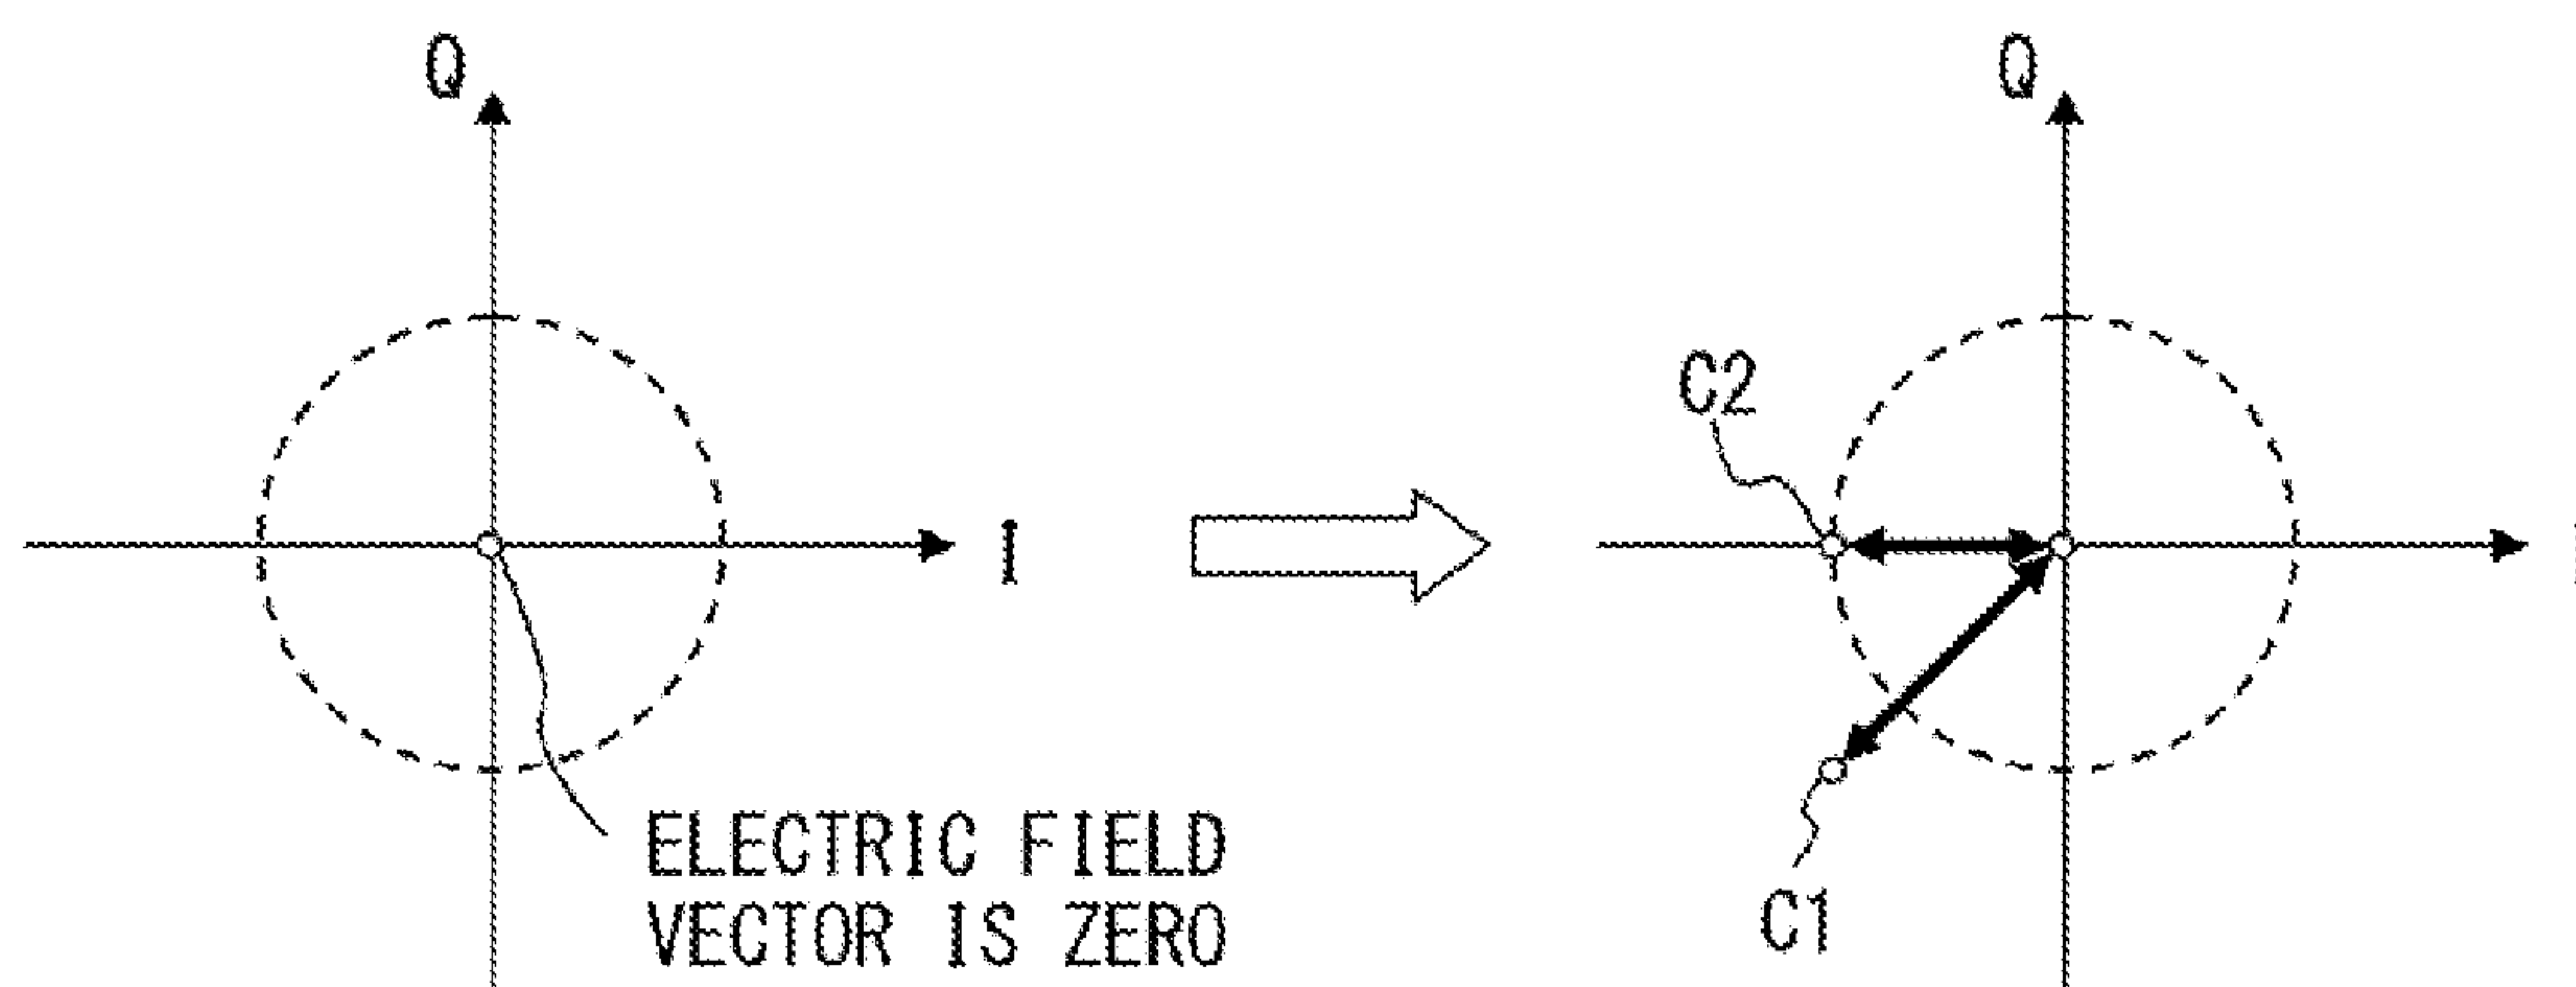 Q
I
ELECTRIC FIELD
VECTOR IS ZERO
Q
C2
C1